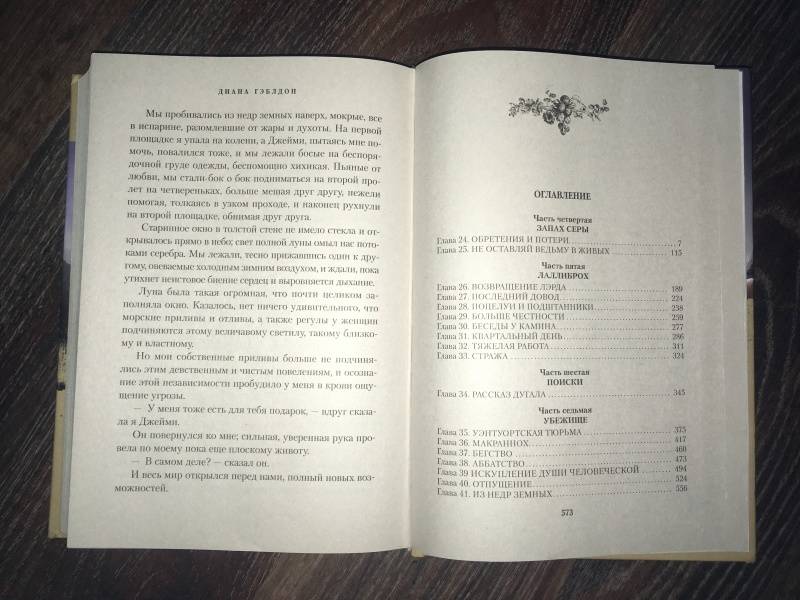 ДИАНА ГЭБЛДОН
Мы пробивались из недр земных наверх, мокрые, все
в испарине, разомлевшие от жары и духоты. На первой
площадке я упала на колени, а Джейми, пытаясь мне по-
мочь, повалился тоже, и мы лежали босые на беспоря-
дочной груде одежды, беспомощно хихикая. Пьяные от
любви, мы стали бок о бок подниматься на второй про-
лет на четвереньках, больше мешая друг другу, нежели
помогая, толкаясь в узком проходе, и наконец рухнули
на второй площадке, обнимая друг друга.
Старинное окно в толстой стене не имело стекла и от-
крывалось прямо в небо; свет полной луны омыл нас пото-
ками серебра. Мы лежали, тесно прижавшись один к дру-
гому, овеваемые холодным зимним воздухом, и ждали, пока
утихнет неистовое биение сердец и выровняется дыхание.
Луна была такая огромная, что почти целиком за-
полняла окно. Казалось, нет ничего удивительного, что
морские приливы и отливы, а также регулы у женщин
подчиняются этому величавому светилу, такому близко-
му и властному.
Но мои собственные приливы больше не подчиня-
лись этим девственным и чистым повелениям, и осозна-
ние этой независимости пробудило у меня в крови ощу-
щение угрозы.
— У меня тоже есть для тебя подарок, — вдруг сказа-
ла я Джейми.
Он повернулся ко мне; сильная, уверенная рука про-
вела по моему пока еще плоскому животу.
— В самом деле? — сказал он.
И весь мир открылся перед нами, полный новых воз-
можностей.
ОГЛАВЛЕНИЕ
Часть четвертая
ЗАПАХ СЕРЫ
Глава 24. ОБРЕТЕНИЯ И ПОТЕРИ 7
Глава 25. НЕ ОСТАВЛЯЙ ВЕДЬМУ В ЖИВЫХ 115
Часть пятая
ЛАЛЛИБРОХ
Глава 26. ВОЗВРАЩЕНИЕ ЛЭРДА 189
Глава 27. ПОСЛЕДНИЙ ДОВОД 224
Глава 28. ПОЦЕЛУИ И ПОДШТАННИКИ 238
Глава 29. БОЛЬШЕ ЧЕСТНОСТИ 259
Глава 30. БЕСЕДЫ У КАМИНА 277
Глава 31. КВАРТАЛЬНЫЙ ДЕНЬ 286
Глава 32. ТЯЖЕЛАЯ РАБОТА 311
Глава 33. СТРАЖА 324
Часть шестая
ПОИСКИ
Глава 34. РАССКАЗ ДУГАЛА 345
Часть седьмая
УБЕЖИЩЕ
Глава 35. УЭНТУОРТСКАЯ ТЮРЬМА 375
Глава 36. МАКРАННОХ 417
Глава 37. БЕГСТВО 460
Глава 38. АББАТСТВО 473
Глава 39 ИСКУПЛЕНИЕ ДУШИ ЧЕЛОВЕЧЕСКОЙ 494
Глава 40. ОТПУЩЕНИЕ 524
Глава 41. ИЗ НЕДР ЗЕМНЫХ 556
573